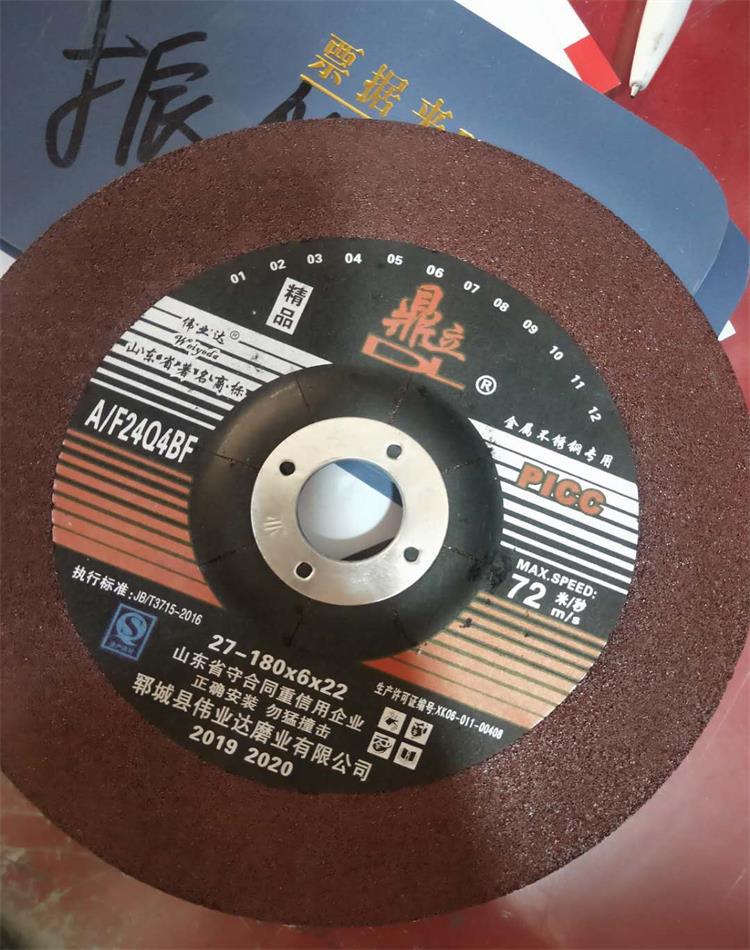 振
票据夹
01 02 03 04 05 06 07 08 09 10 11 12
精品
鼎立
DL®
伟业达®
Weiyeda
山东省著名商标
A/F24Q4BF
金属不锈钢专用
PICC
MAX.SPEED:
72 米/秒 m/s
执行标准:JB/T3715-2016
QS
27-180x6x22
山东省守合同重信用企业
正确安装 勿猛撞击
生产许可证编号:XK06-011-00408
郓城县伟业达磨业有限公司
2019 2020